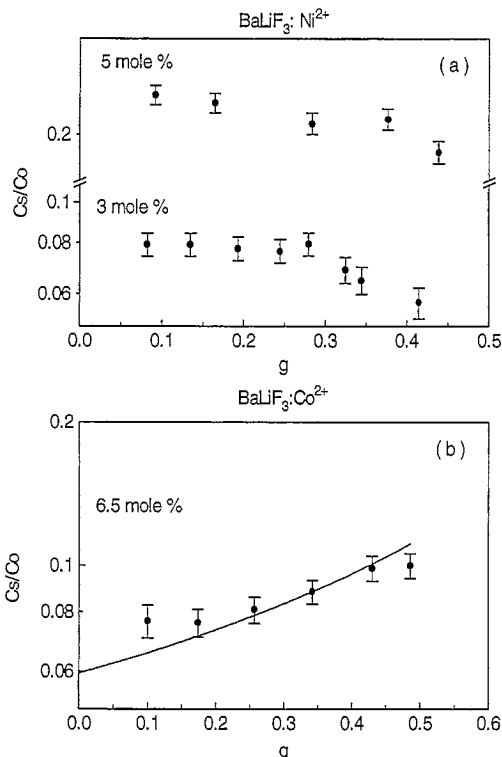 BaLiF₃: Ni²⁺
5 mole %
(a)
0.2
Cs/Co
0.1
3 mole %
0.08
0.06
0.1 0.2 0.3 0.4 0.5
g
BaLiF₃:Co²⁺
0.2
(b)
6.5 mole %
Cs/Co
0.1
0.08
0.06
0.0 0.1 0.2 0.3 0.4 0.5 0.6
g